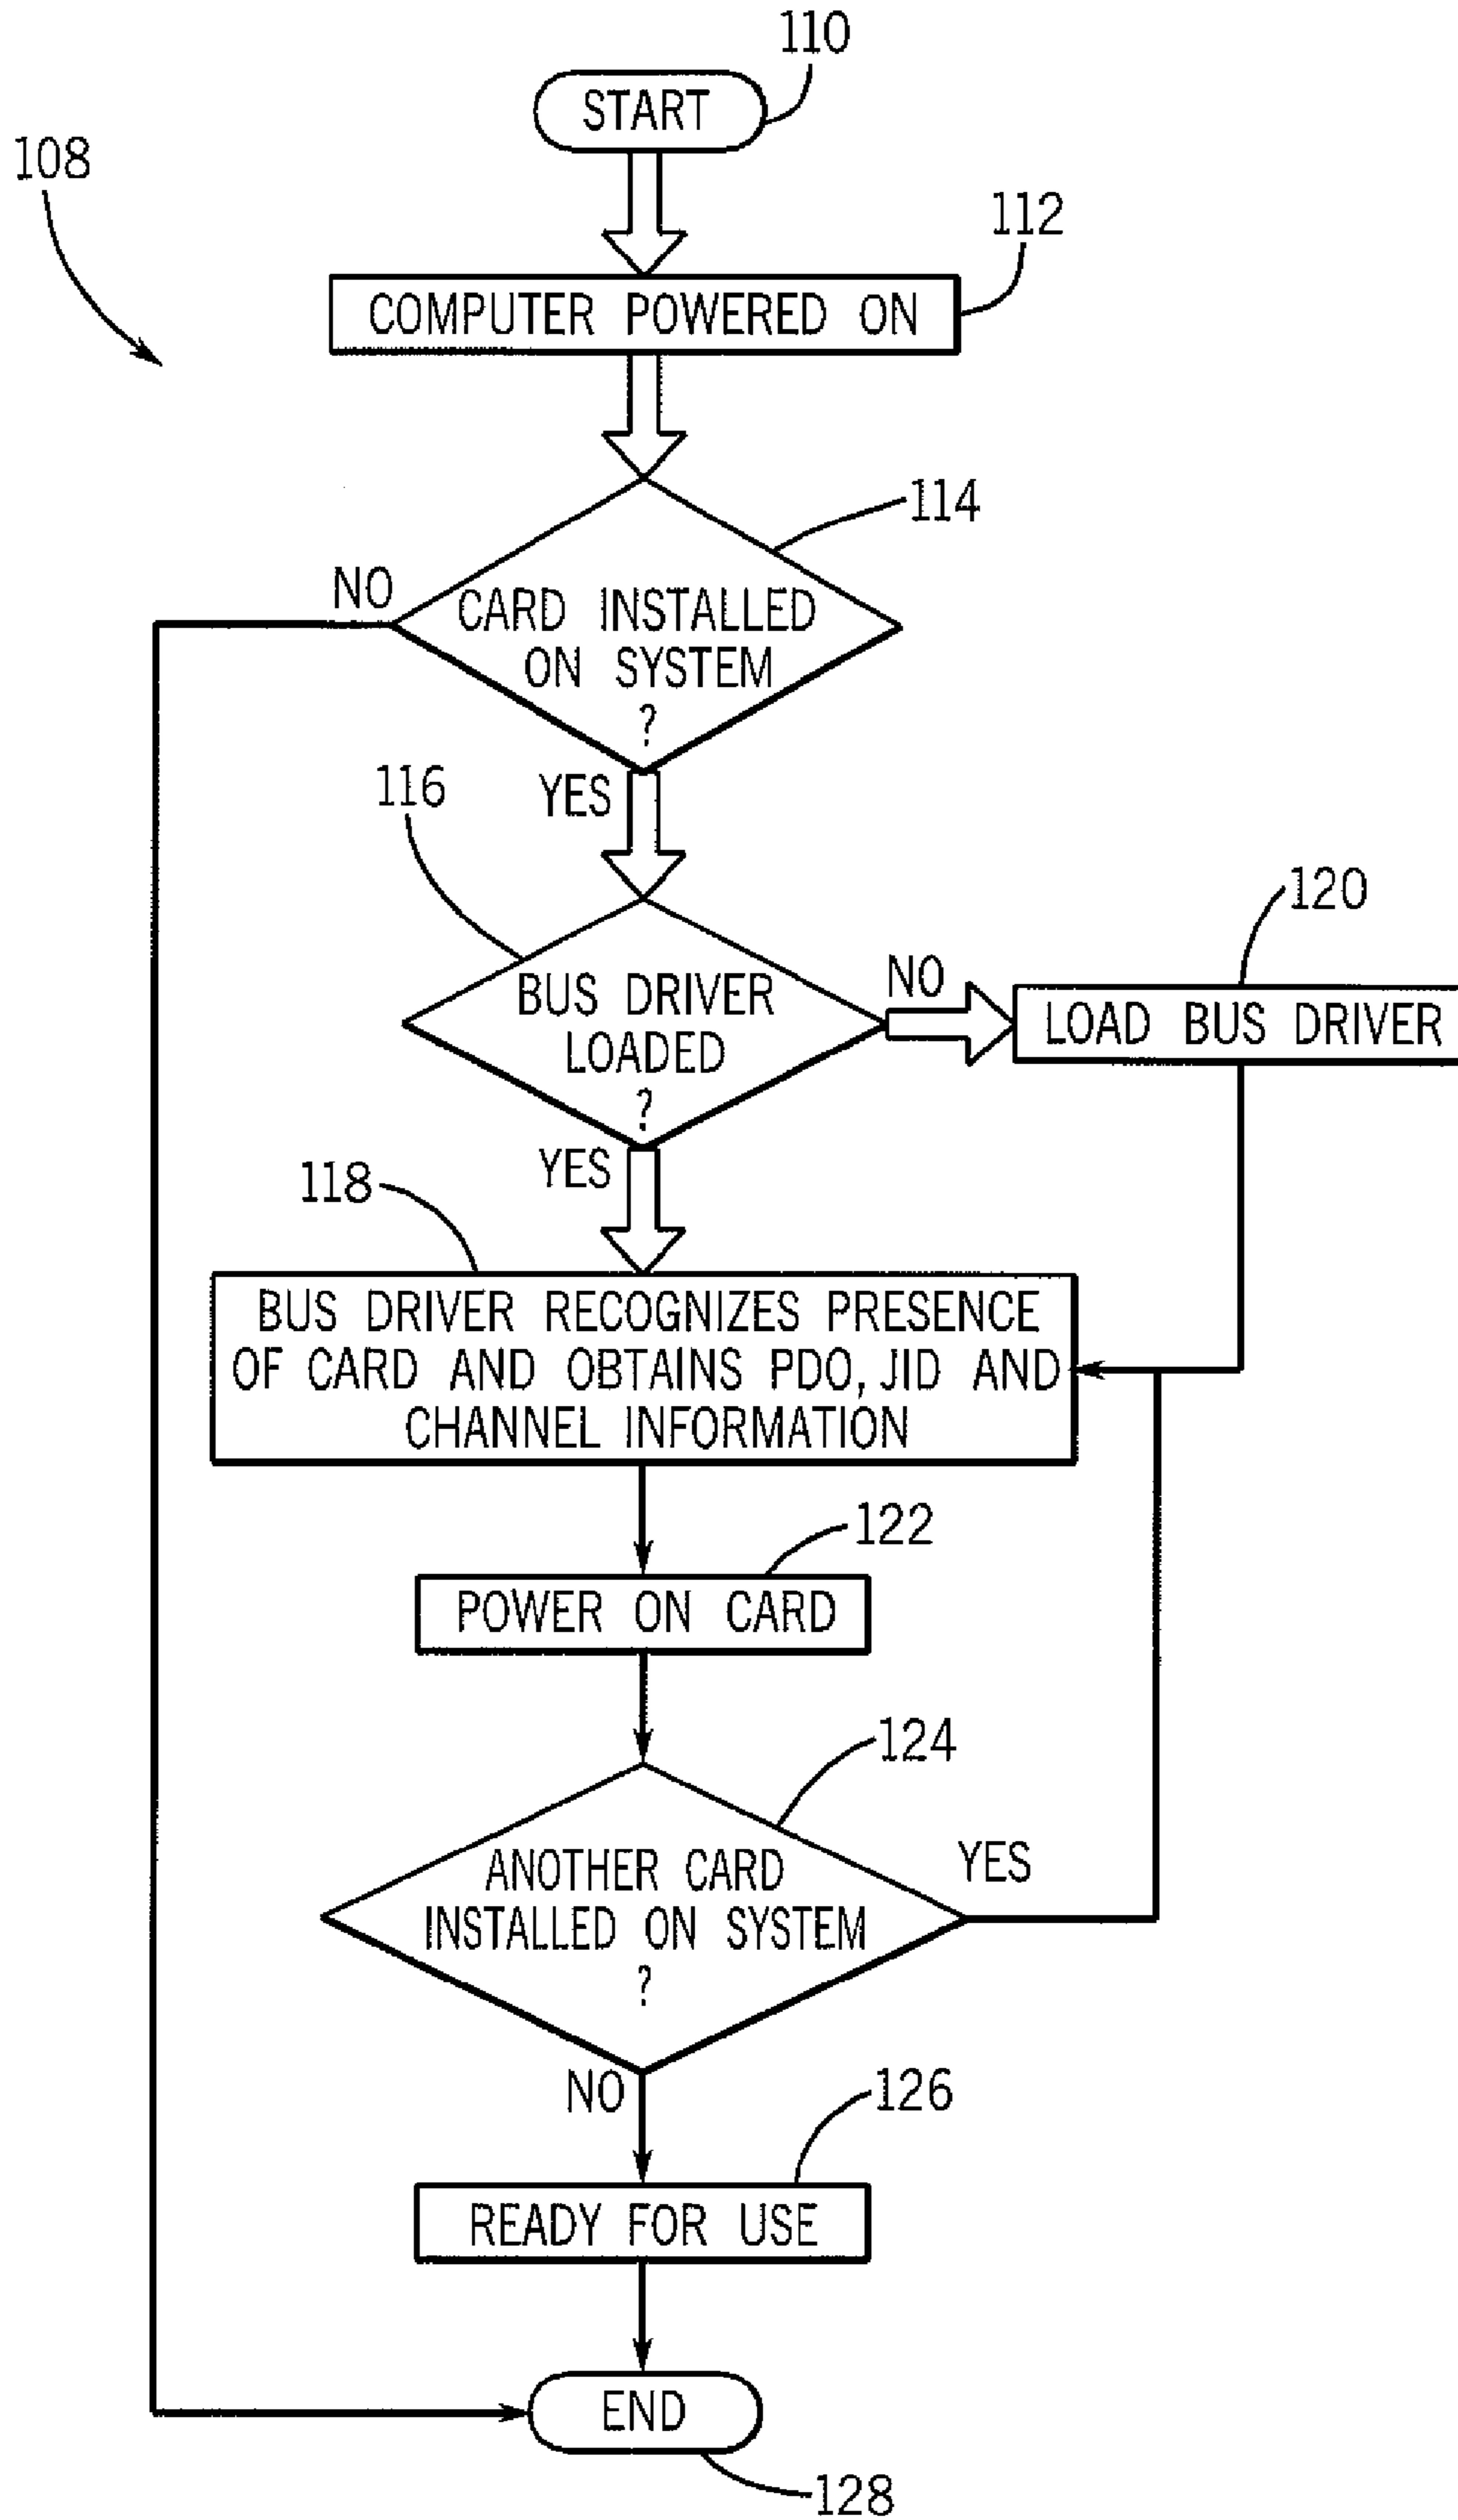 110
START
108
112
COMPUTER POWERED ON
114
NO
CARD INSTALLED
ON SYSTEM
?
116
YES
120
NO
BUS DRIVER
LOADED
?
LOAD BUS DRIVER
YES
118
BUS DRIVER RECOGNIZES PRESENCE
OF CARD AND OBTAINS PDO, JID AND
CHANNEL INFORMATION
122
POWER ON CARD
124
YES
ANOTHER CARD
INSTALLED ON SYSTEM
?
NO
126
READY FOR USE
END
128